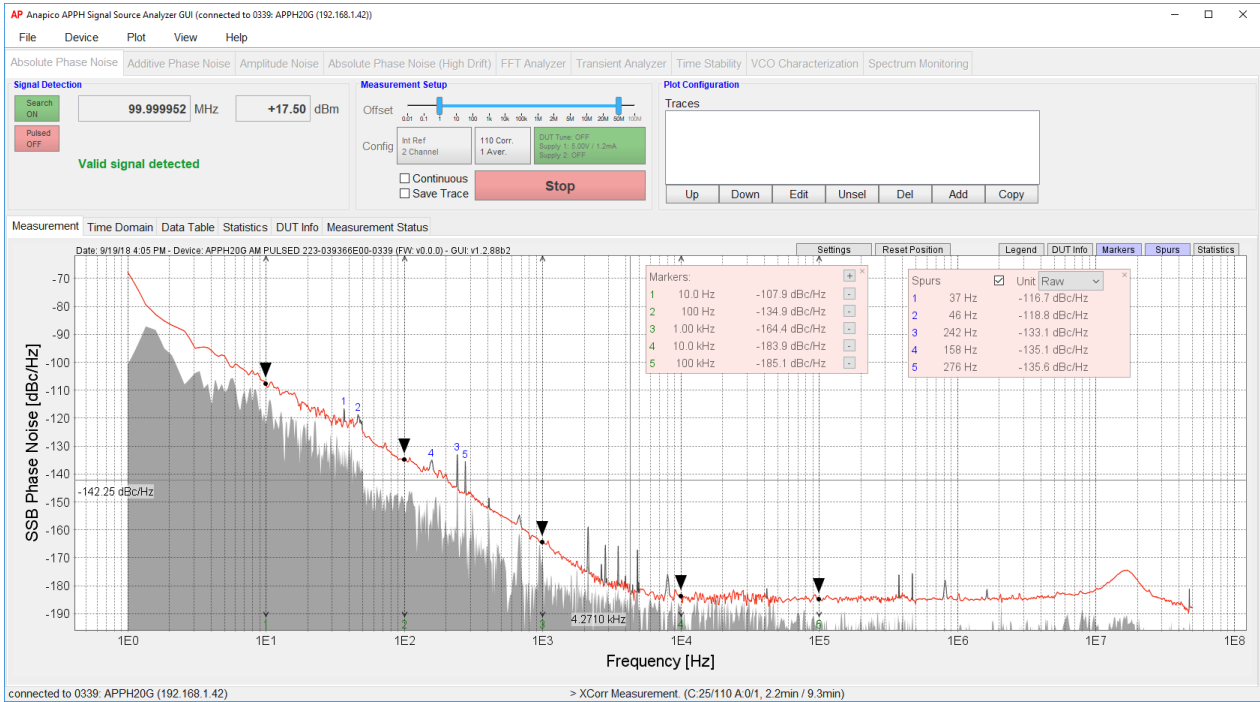 AP Anapico APPH Signal Source Analyzer GUI (connected to 0339: APPH20G (192.168.1.42))
File Device Plot View Help
Absolute Phase Noise Additive Phase Noise Amplitude Noise Absolute Phase Noise (High Drift) FFT Analyzer Transient Analyzer Time Stability VCO Characterization Spectrum Monitoring
Signal Detection
Search
ON
99.999952 MHz +17.50 dBm
Pulsed
OFF
Valid signal detected
Measurement Setup
Offset
0.01 0.1 1 10 100 1k 10k 100k 1M 2M 5M 10M 20M 50M 100M
Config
Int Ref
2 Channel
110 Corr.
1 Aver.
DUT Tune: OFF
Supply 1: 5.00V / 1.2mA
Supply 2: OFF
Continuous
Save Trace
Stop
Plot Configuration
Traces
Up Down Edit Unsel Del Add Copy
Measurement Time Domain Data Table Statistics DUT Info Measurement Status
Date: 9/19/18 4:05 PM - Device: APPH20G AM PULSED 223-039366E00-0339 (FW: v0.0.0) - GUI: v1.2.88b2
Settings Reset Position Legend DUT Info Markers Spurs Statistics
Markers: + ×
1 10.0 Hz -107.9 dBc/Hz -
2 100 Hz -134.9 dBc/Hz -
3 1.00 kHz -164.4 dBc/Hz -
4 10.0 kHz -183.9 dBc/Hz -
5 100 kHz -185.1 dBc/Hz -
Spurs Unit Raw ×
1 37 Hz -116.7 dBc/Hz
2 46 Hz -118.8 dBc/Hz
3 242 Hz -133.1 dBc/Hz
4 158 Hz -135.1 dBc/Hz
5 276 Hz -135.6 dBc/Hz
SSB Phase Noise [dBc/Hz]
-70
-80
-90
-100
-110
-120
-130
-140
-150
-160
-170
-180
-190
1 2 4 3 5
-142.25 dBc/Hz
4.2710 kHz
1 2 3 4 5
1E0 1E1 1E2 1E3 1E4 1E5 1E6 1E7 1E8
Frequency [Hz]
connected to 0339: APPH20G (192.168.1.42)
> XCorr Measurement. (C:25/110 A:0/1, 2.2min / 9.3min)